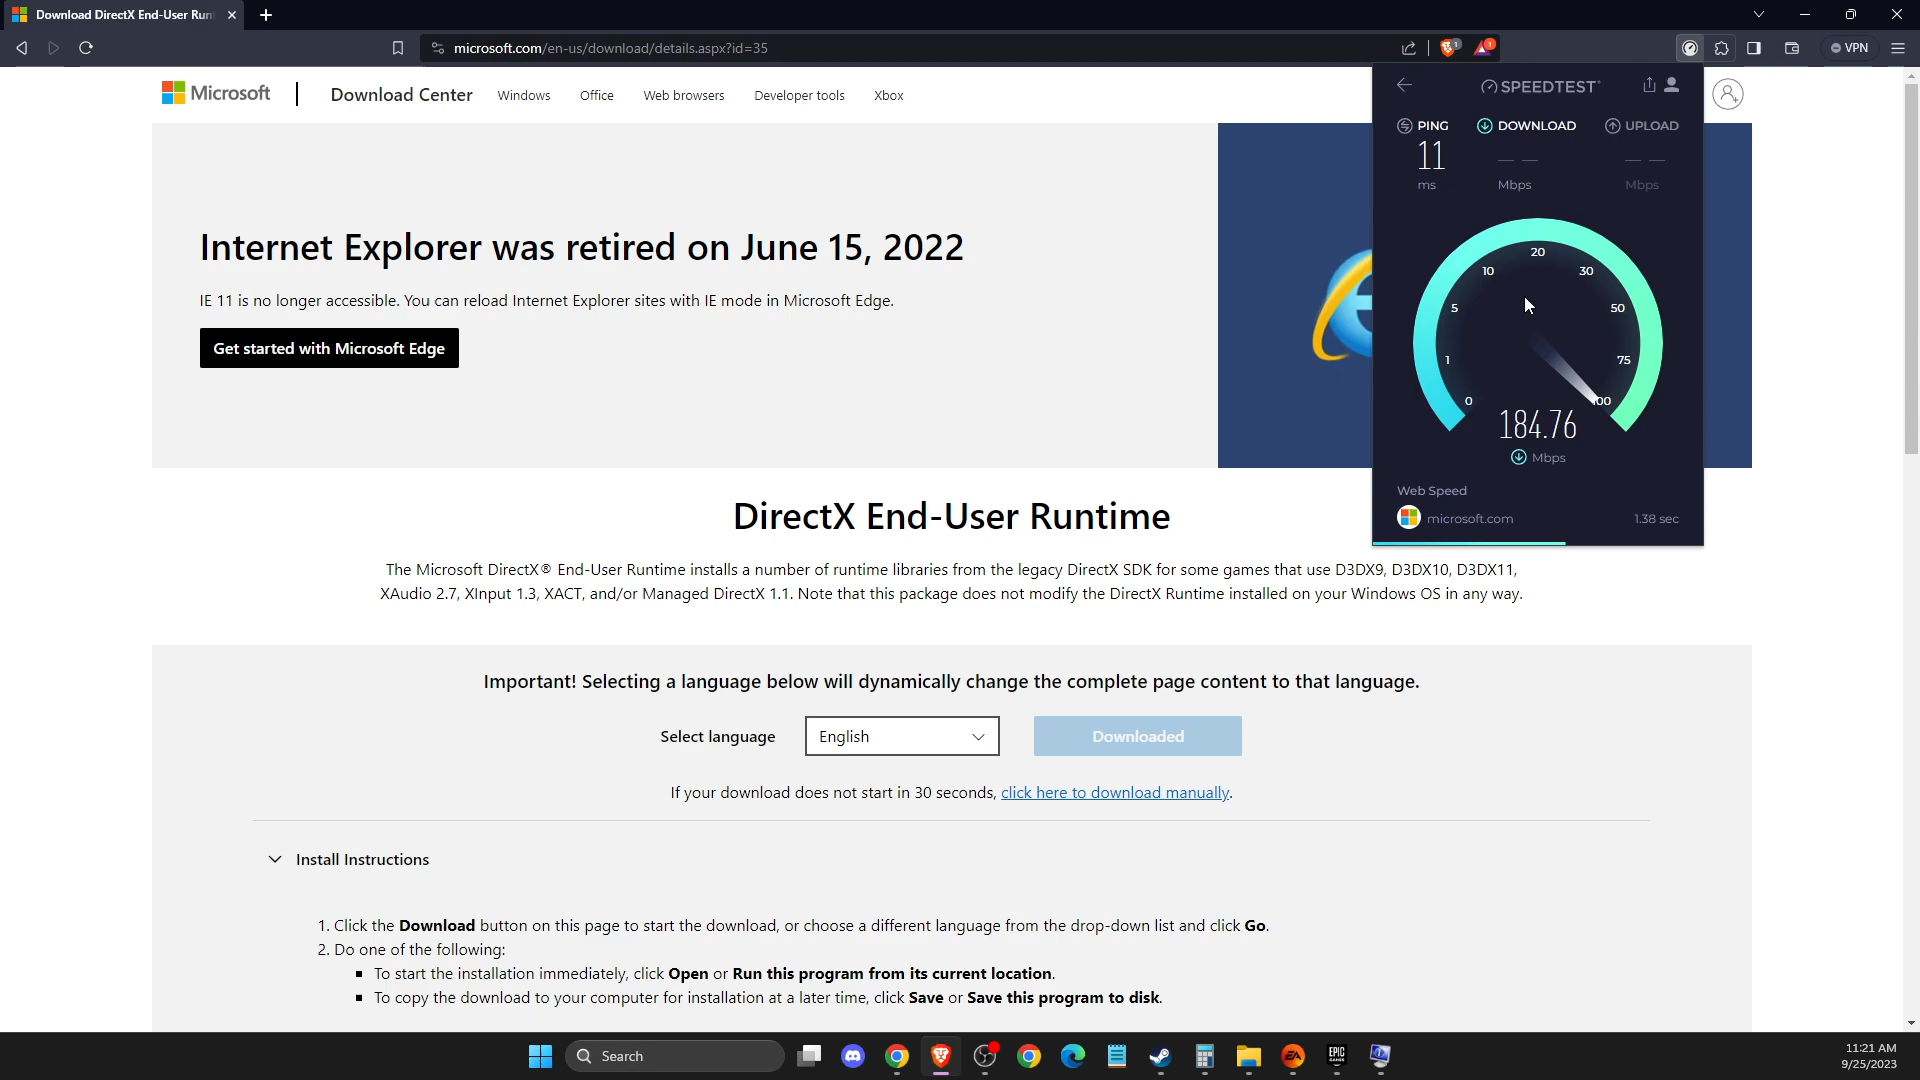 Download DirectX End-User Runt
microsoft.com/en-us/download/details.aspx?id=35
1
1
VPN
Microsoft
Download Center
Windows
Office
Web browsers
Developer tools
Xbox
Internet Explorer was retired on June 15, 2022
IE 11 is no longer accessible. You can reload Internet Explorer sites with IE mode in Microsoft Edge.
Get started with Microsoft Edge
SPEEDTEST
PING
DOWNLOAD
UPLOAD
11
ms
Mbps
Mbps
20
10
30
5
50
1
75
0
00
184.76
Mbps
Web Speed
microsoft.com
1.38 sec
DirectX End-User Runtime
The Microsoft DirectX® End-User Runtime installs a number of runtime libraries from the legacy DirectX SDK for some games that use D3DX9, D3DX10, D3DX11,
XAudio 2.7, XInput 1.3, XACT, and/or Managed DirectX 1.1. Note that this package does not modify the DirectX Runtime installed on your Windows OS in any way.
Important! Selecting a language below will dynamically change the complete page content to that language.
Select language
English
Downloaded
If your download does not start in 30 seconds, click here to download manually.
Install Instructions
1. Click the Download button on this page to start the download, or choose a different language from the drop-down list and click Go.
2. Do one of the following:
To start the installation immediately, click Open or Run this program from its current location.
To copy the download to your computer for installation at a later time, click Save or Save this program to disk.
Search
EA
EPIC
GAMES
11:21 AM
9/25/2023